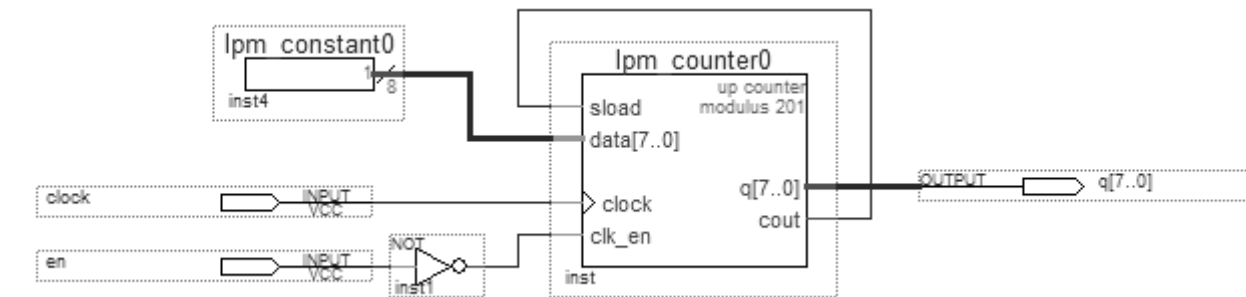 lpm_constant0
1
8
inst4
lpm_counter0
up counter
modulus 201
sload
data[7..0]
q[7..0]
clock
cout
clk_en
inst
clock
INPUT
VCC
en
INPUT
VCC
NOT
inst1
OUTPUT
q[7..0]